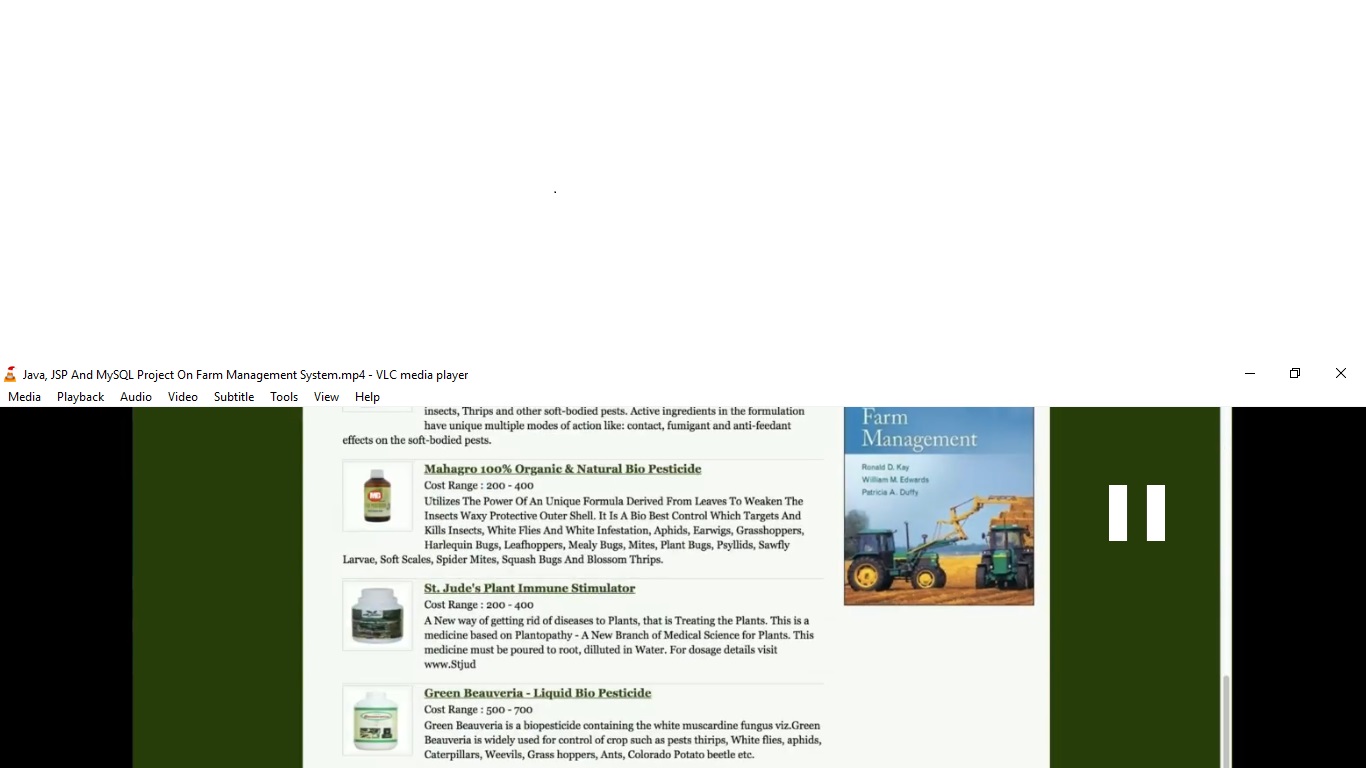 Java, JSP And MySQL Project On Farm Management System.mp4 - VLC media player
Media Playback Audio Video Subtitle Tools View Help
insects, Thrips and other soft-bodied pests. Active ingredients in the formulation
have unique multiple modes of action like: contact, fumigant and anti-feedant
effects on the soft-bodied pests.
Mahagro 100% Organic & Natural Bio Pesticide
Cost Range : 200 - 400
Utilizes The Power Of An Unique Formula Derived From Leaves To Weaken The
Insects Waxy Protective Outer Shell. It Is A Bio Best Control Which Targets And
Kills Insects, White Flies And White Infestation, Aphids, Earwigs, Grasshoppers,
Harlequin Bugs, Leafhoppers, Mealy Bugs, Mites, Plant Bugs, Psyllids, Sawfly
Larvae, Soft Scales, Spider Mites, Squash Bugs And Blossom Thrips.
St. Jude's Plant Immune Stimulator
Cost Range : 200 - 400
A New way of getting rid of diseases to Plants, that is Treating the Plants. This is a
medicine based on Plantopathy - A New Branch of Medical Science for Plants. This
medicine must be poured to root, dilluted in Water. For dosage details visit
www.Stjud
Green Beauveria - Liquid Bio Pesticide
Cost Range : 500 - 700
Green Beauveria is a biopesticide containing the white muscardine fungus viz.Green
Beauveria is widely used for control of crop such as pests thirips, White flies, aphids,
Caterpillars, Weevils, Grass hoppers, Ants, Colorado Potato beetle etc.
Farm
Management
Ronald D. Kay
William M. Edwards
Patricia A. Duffy